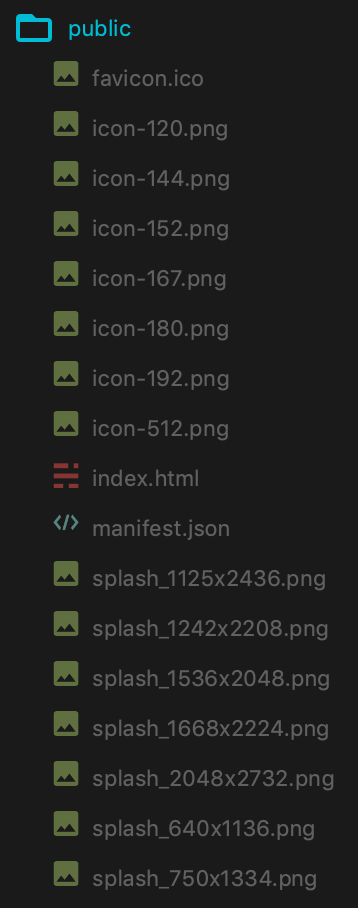 public
favicon.ico
icon-120.png
icon-144.png
icon-152.png
icon-167.png
icon-180.png
icon-192.png
icon-512.png
index.html
manifest.json
splash_1125x2436.png
splash_1242x2208.png
splash_1536x2048.png
splash_1668x2224.png
splash_2048x2732.png
splash_640x1136.png
splash_750x1334.png